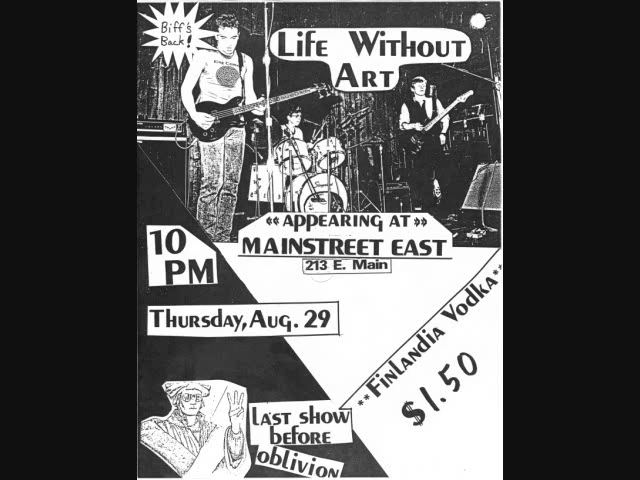 Biff's
Back!
Life Without
Art
«« Appearing at »»
Mainstreet East
213 E. Main
10
PM
Thursday, Aug. 29
**Finlandia Vodka**
$1.50
Last show
before
oblivion